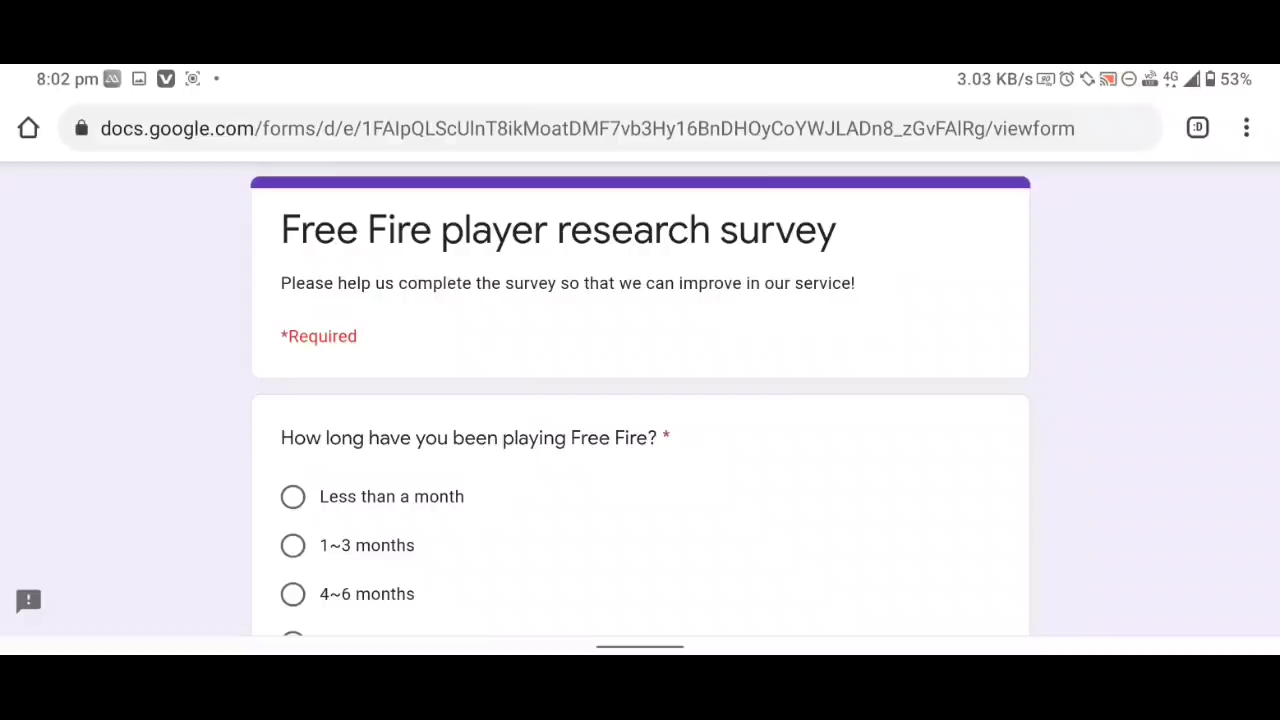 8:02 pm
3.03 KB/s 4G 53%
docs.google.com/forms/d/e/1FAIpQLScUlnT8ikMoatDMF7vb3Hy16BnDHOyCoYWJLADn8_zGvFAlRg/viewform
:D
Free Fire player research survey
Please help us complete the survey so that we can improve in our service!
*Required
How long have you been playing Free Fire? *
Less than a month
1~3 months
4~6 months